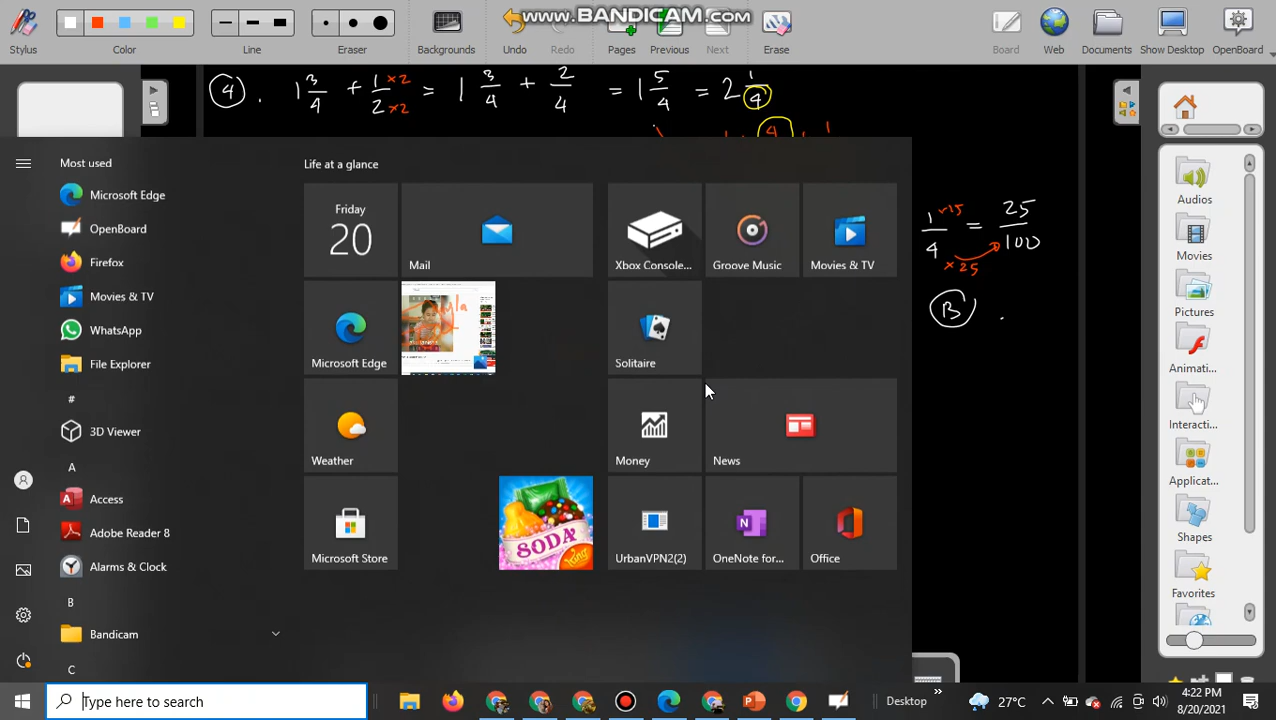 www.BANDICAM.com
Stylus
Color
Line
Eraser
Backgrounds
Undo
Redo
Pages
Previous
Next
Erase
Board
Web
Documents
Show Desktop
OpenBoard
4. 1 3/4 + 1/2 ×2 ×2 = 1 3/4 + 2/4 = 1 5/4 = 2 1/4
1/4 ×25 = 25/100
B
Most used
Microsoft Edge
OpenBoard
Firefox
Movies & TV
WhatsApp
File Explorer
#
3D Viewer
A
Access
Adobe Reader 8
Alarms & Clock
B
Bandicam
C
Life at a glance
Friday
20
Mail
Xbox Console...
Groove Music
Movies & TV
Microsoft Edge
Solitaire
Weather
Money
News
Microsoft Store
SODA
King
UrbanVPN2(2)
OneNote for...
Office
Audios
Movies
Pictures
Animati...
Interacti...
Applicat...
Shapes
Favorites
Type here to search
Desktop
»
27°C
4:22 PM
8/20/2021